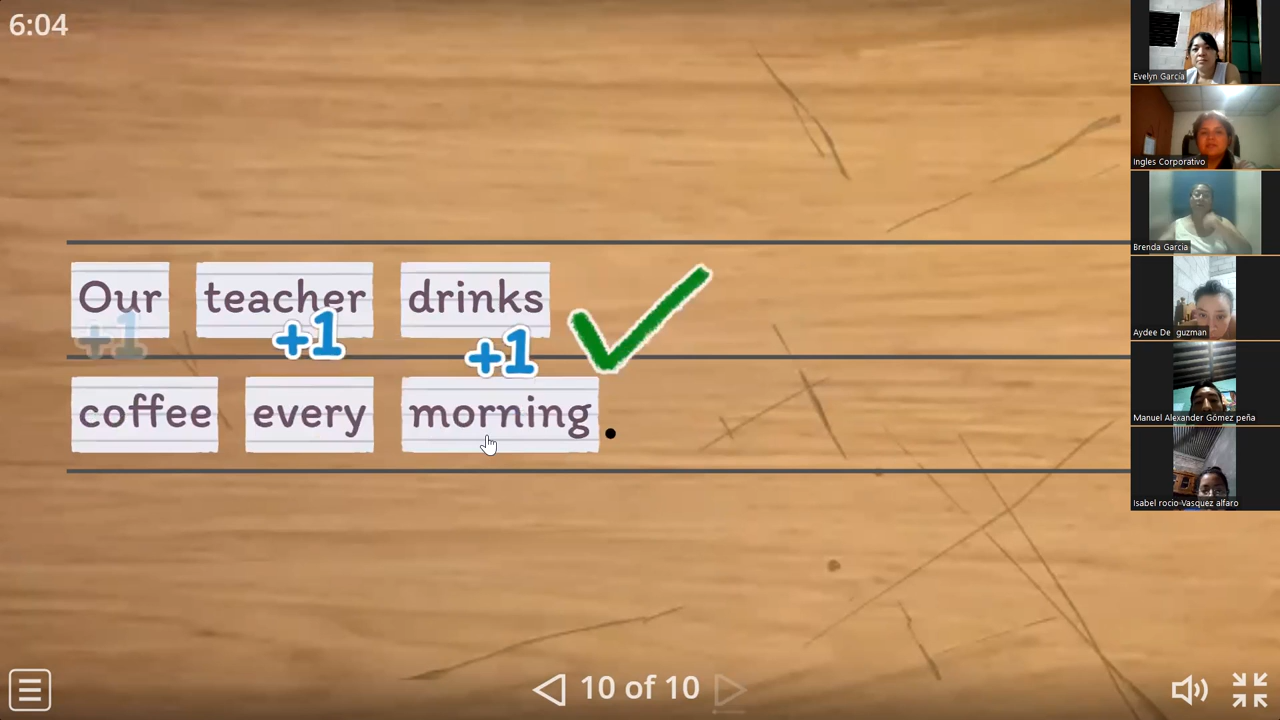 6:04
Our teacher drinks
+1 +1 +1
coffee every morning.
10 of 10
Evelyn Garcia
Ingles Corporativo
Brenda Garcia
Aydee De guzman
Manuel Alexander Gómez peña
Isabel rocio-Vasquez alfaro